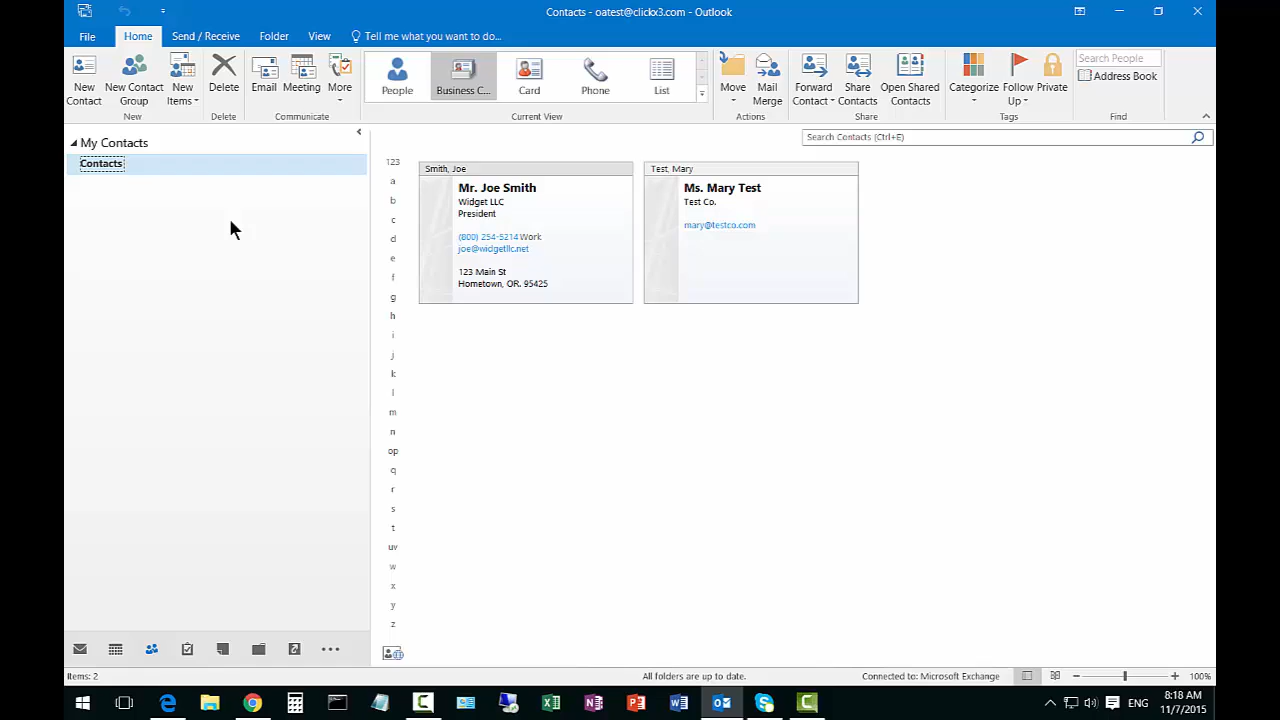 Contacts - oatest@clickx3.com - Outlook
File Home Send / Receive Folder View Tell me what you want to do...
New Contact
New Contact Group
New Items
Delete
Email
Meeting
More
People
Business C...
Card
Phone
List
Move
Mail Merge
Forward Contact
Share Contacts
Open Shared Contacts
Categorize
Follow Up
Private
Search People
Address Book
New Delete Communicate Current View Actions Share Tags Find
My Contacts
Contacts
Search Contacts (Ctrl+E)
123
a
b
c
d
e
f
g
h
i
j
k
l
m
n
op
q
r
s
t
uv
w
x
y
z
Smith, Joe
Mr. Joe Smith
Widget LLC
President
(800) 254-5214 Work
joe@widgetllc.net
123 Main St
Hometown, OR. 95425
Test, Mary
Ms. Mary Test
Test Co.
mary@testco.com
Items: 2
All folders are up to date.
Connected to: Microsoft Exchange
100%
ENG
8:18 AM
11/7/2015